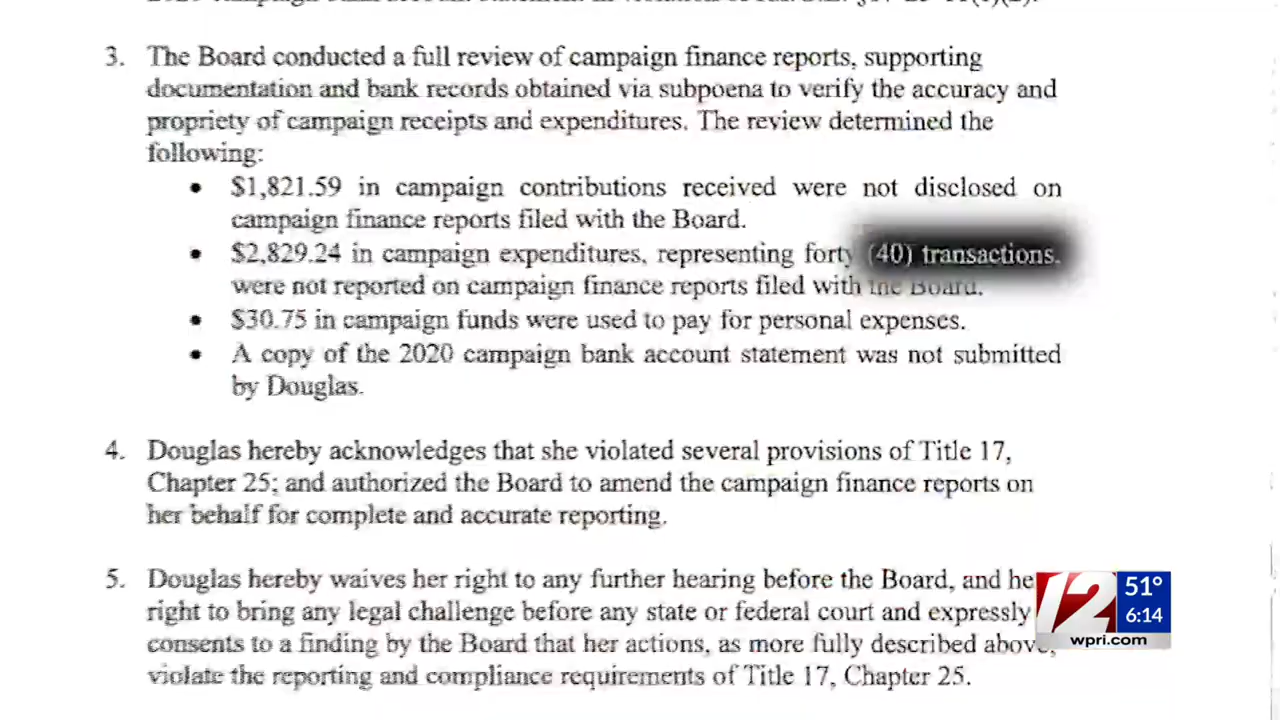 3. The Board conducted a full review of campaign finance reports, supporting
documentation and bank records obtained via subpoena to verify the accuracy and
propriety of campaign receipts and expenditures. The review determined the
following:
• $1,821.59 in campaign contributions received were not disclosed on
campaign finance reports filed with the Board.
• $2,829.24 in campaign expenditures, representing forty (40) transactions,
were not reported on campaign finance reports filed with the Board.
• $30.75 in campaign funds were used to pay for personal expenses.
• A copy of the 2020 campaign bank account statement was not submitted
by Douglas.
4. Douglas hereby acknowledges that she violated several provisions of Title 17,
Chapter 25; and authorized the Board to amend the campaign finance reports on
her behalf for complete and accurate reporting.
5. Douglas hereby waives her right to any further hearing before the Board, and he
right to bring any legal challenge before any state or federal court and expressly
consents to a finding by the Board that her actions, as more fully described above,
violate the reporting and compliance requirements of Title 17, Chapter 25.
12
51°
6:14
wpri.com